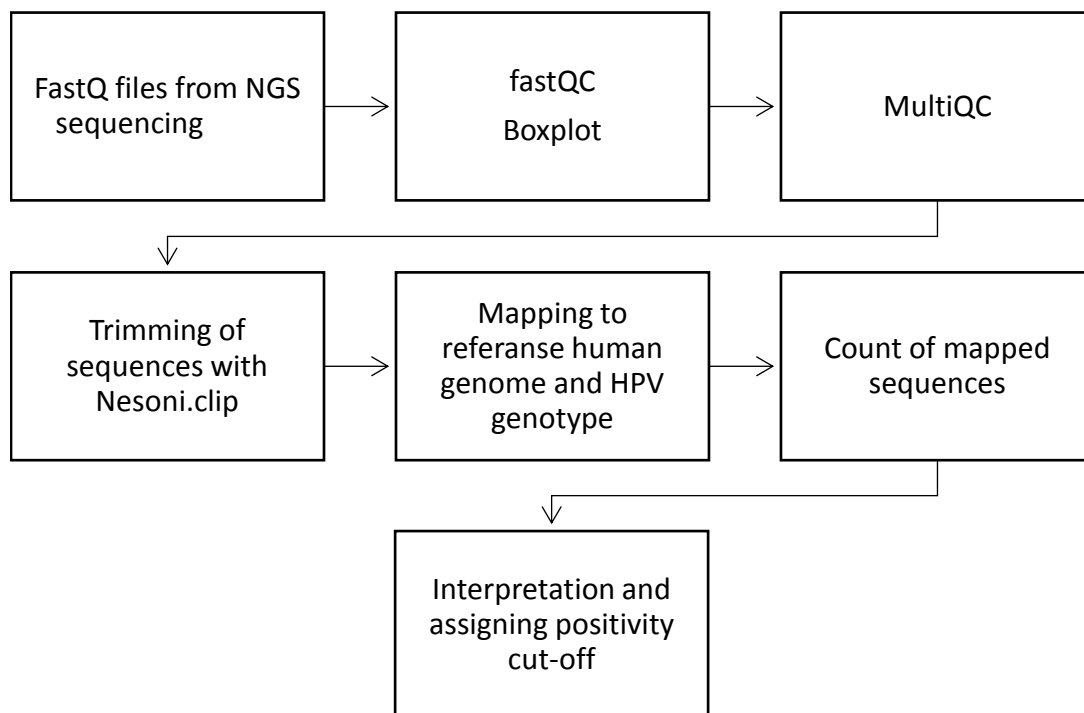 FastQ files from NGS
sequencing
fastQC
Boxplot
MultiQC
Trimming of
sequences with
Nesoni.clip
Mapping to
referanse human
genome and HPV
genotype
Count of mapped
sequences
Interpretation and
assigning positivity
cut-off